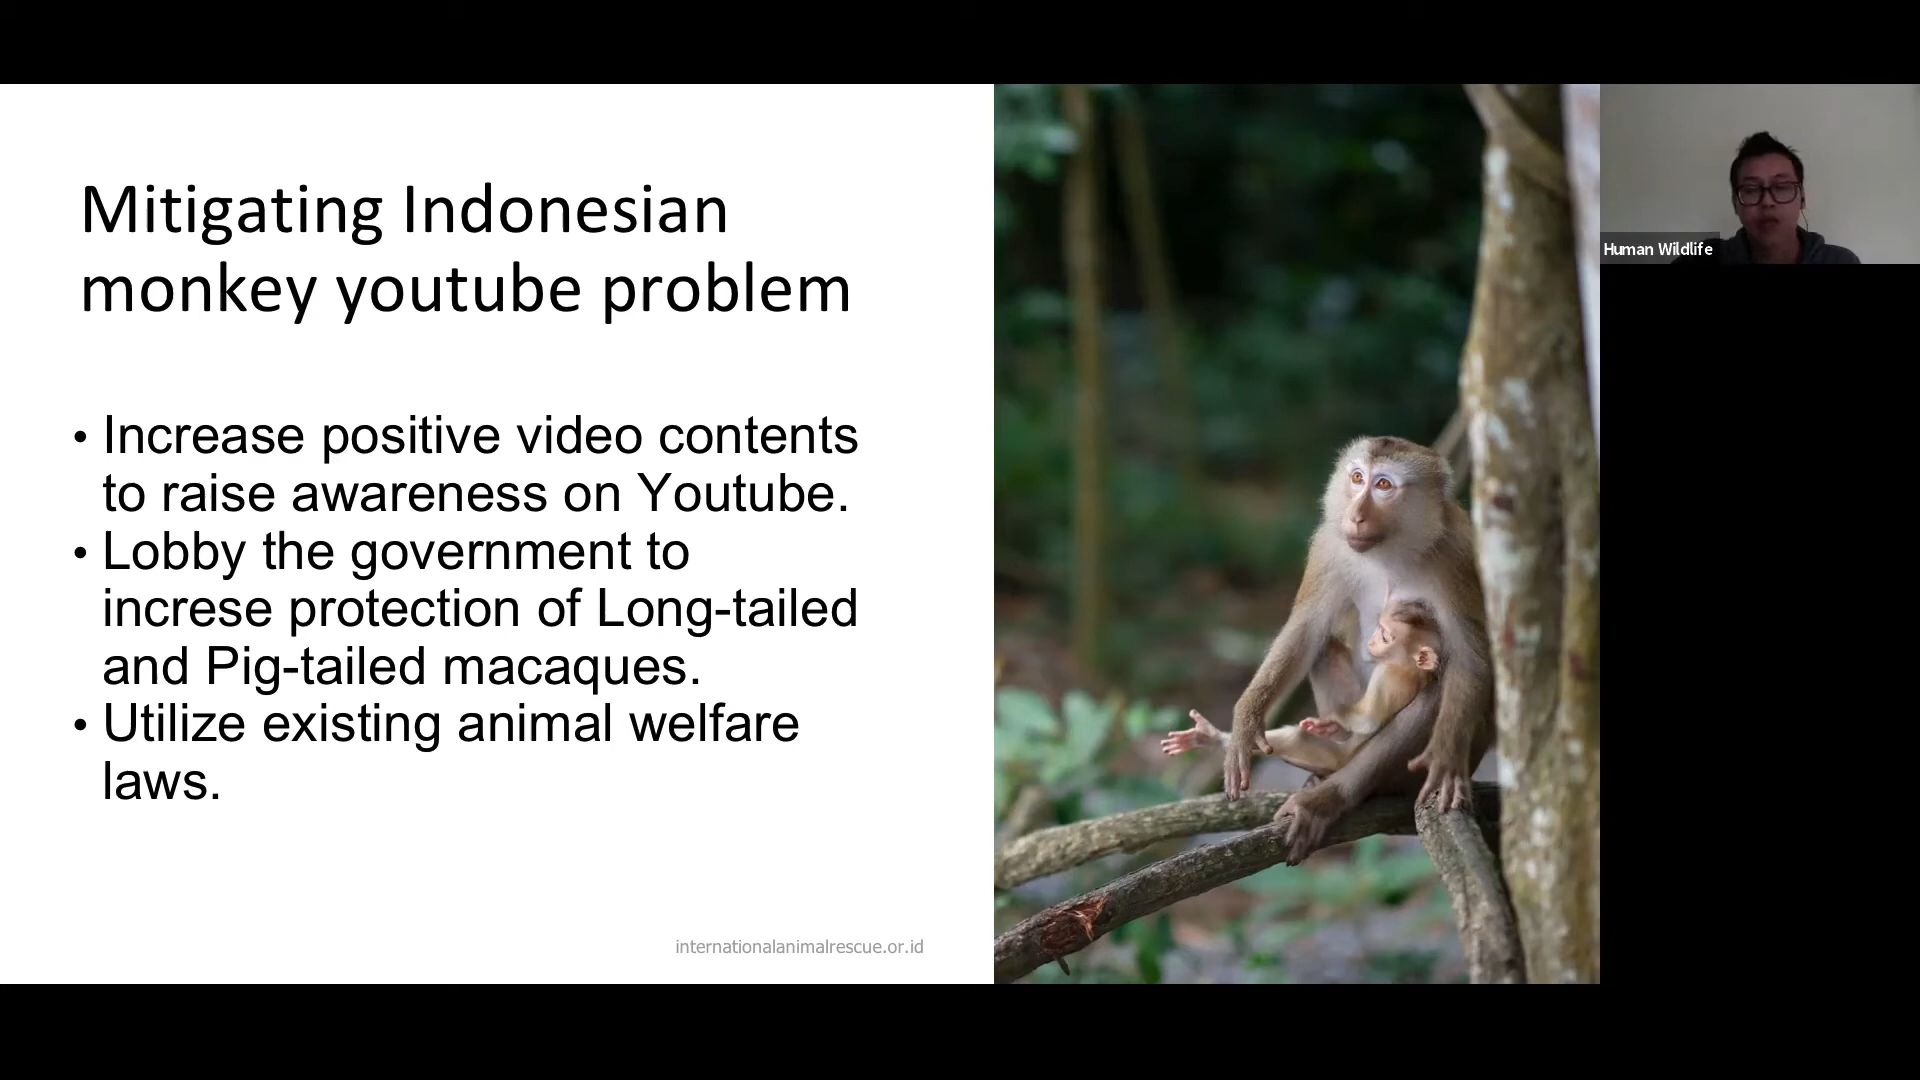 Mitigating Indonesian
monkey youtube problem
• Increase positive video contents
to raise awareness on Youtube.
• Lobby the government to
increse protection of Long-tailed
and Pig-tailed macaques.
• Utilize existing animal welfare
laws.
internationalanimalrescue.or.id
Human Wildlife